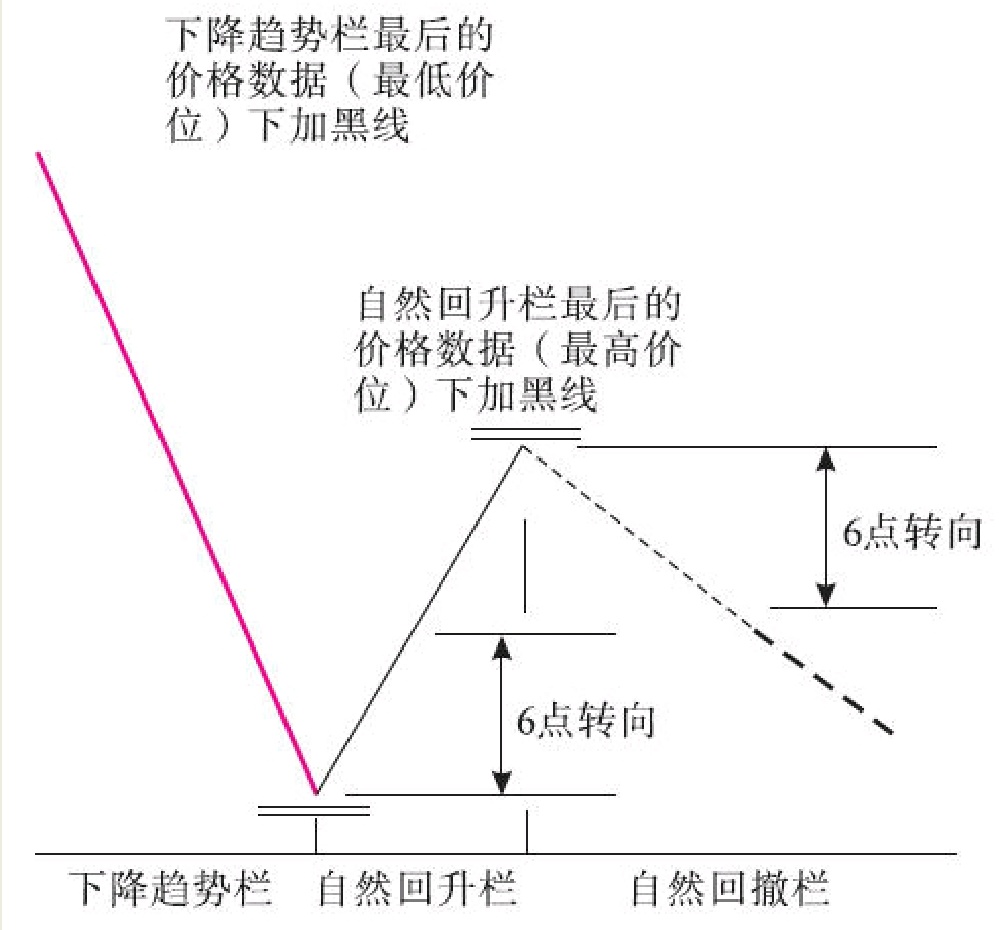 下降趋势栏最后的
价格数据（最低价
位）下加黑线
自然回升栏最后的
价格数据（最高价
位）下加黑线
6点转向
6点转向
下降趋势栏
自然回升栏
自然回撤栏